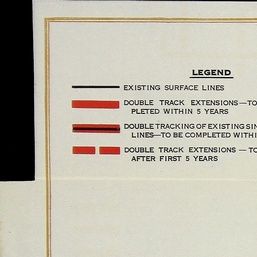 LEGEND
EXISTING SURFACE LINES
DOUBLE TRACK EXTENSIONS—TO
PLETED WITHIN 5 YEARS
DOUBLE TRACKING OF EXISTING SIN
LINES—TO BE COMPLETED WITHI
DOUBLE TRACK EXTENSIONS — TO
AFTER FIRST 5 YEARS